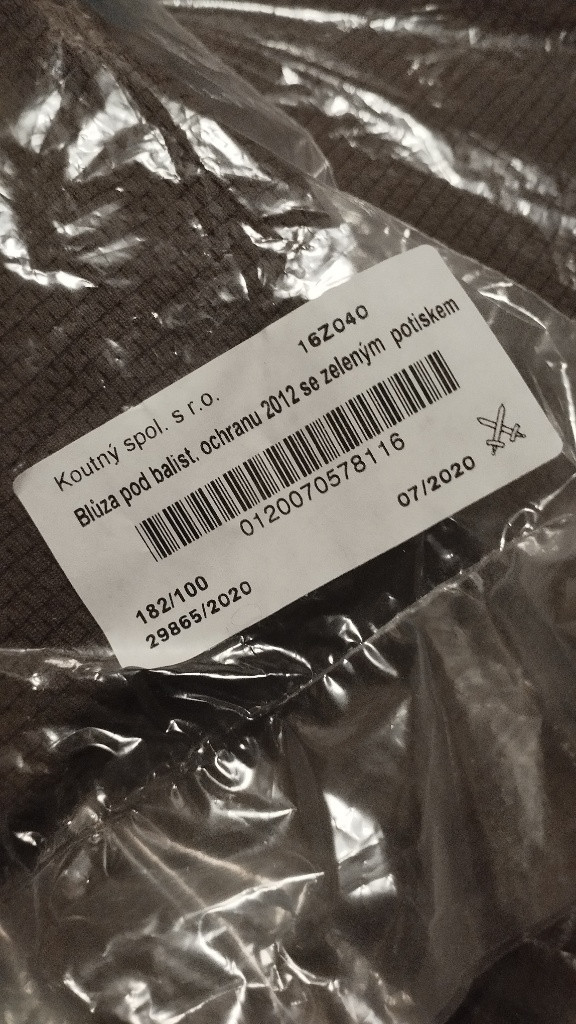 16Z040
Koutný spol. s r.o.
Blůza pod balist. ochranu 2012 se zeleným potiskem
0120070578116
07/2020
182/100
29865/2020